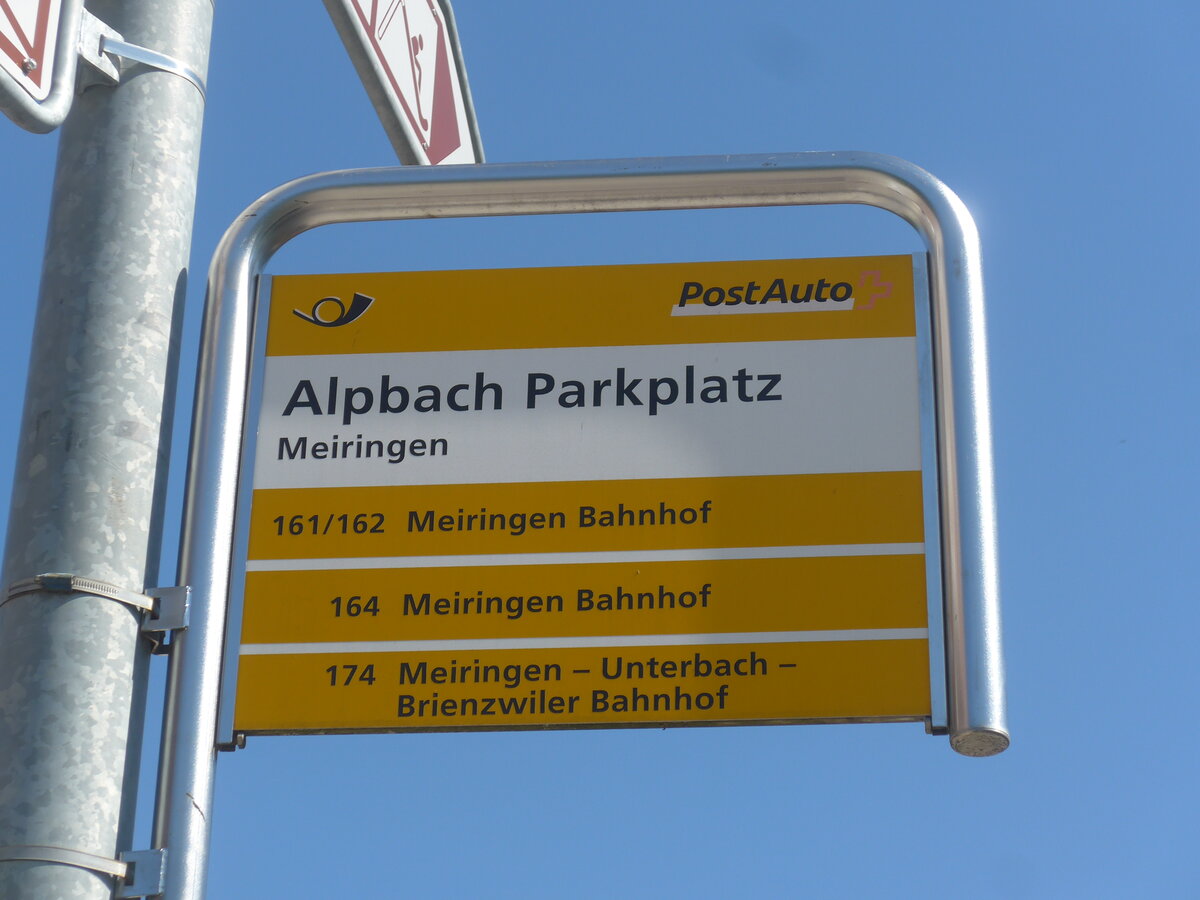 PostAuto
Alpbach Parkplatz
Meiringen
161/162 Meiringen Bahnhof
164 Meiringen Bahnhof
174 Meiringen – Unterbach –
Brienzwiler Bahnhof